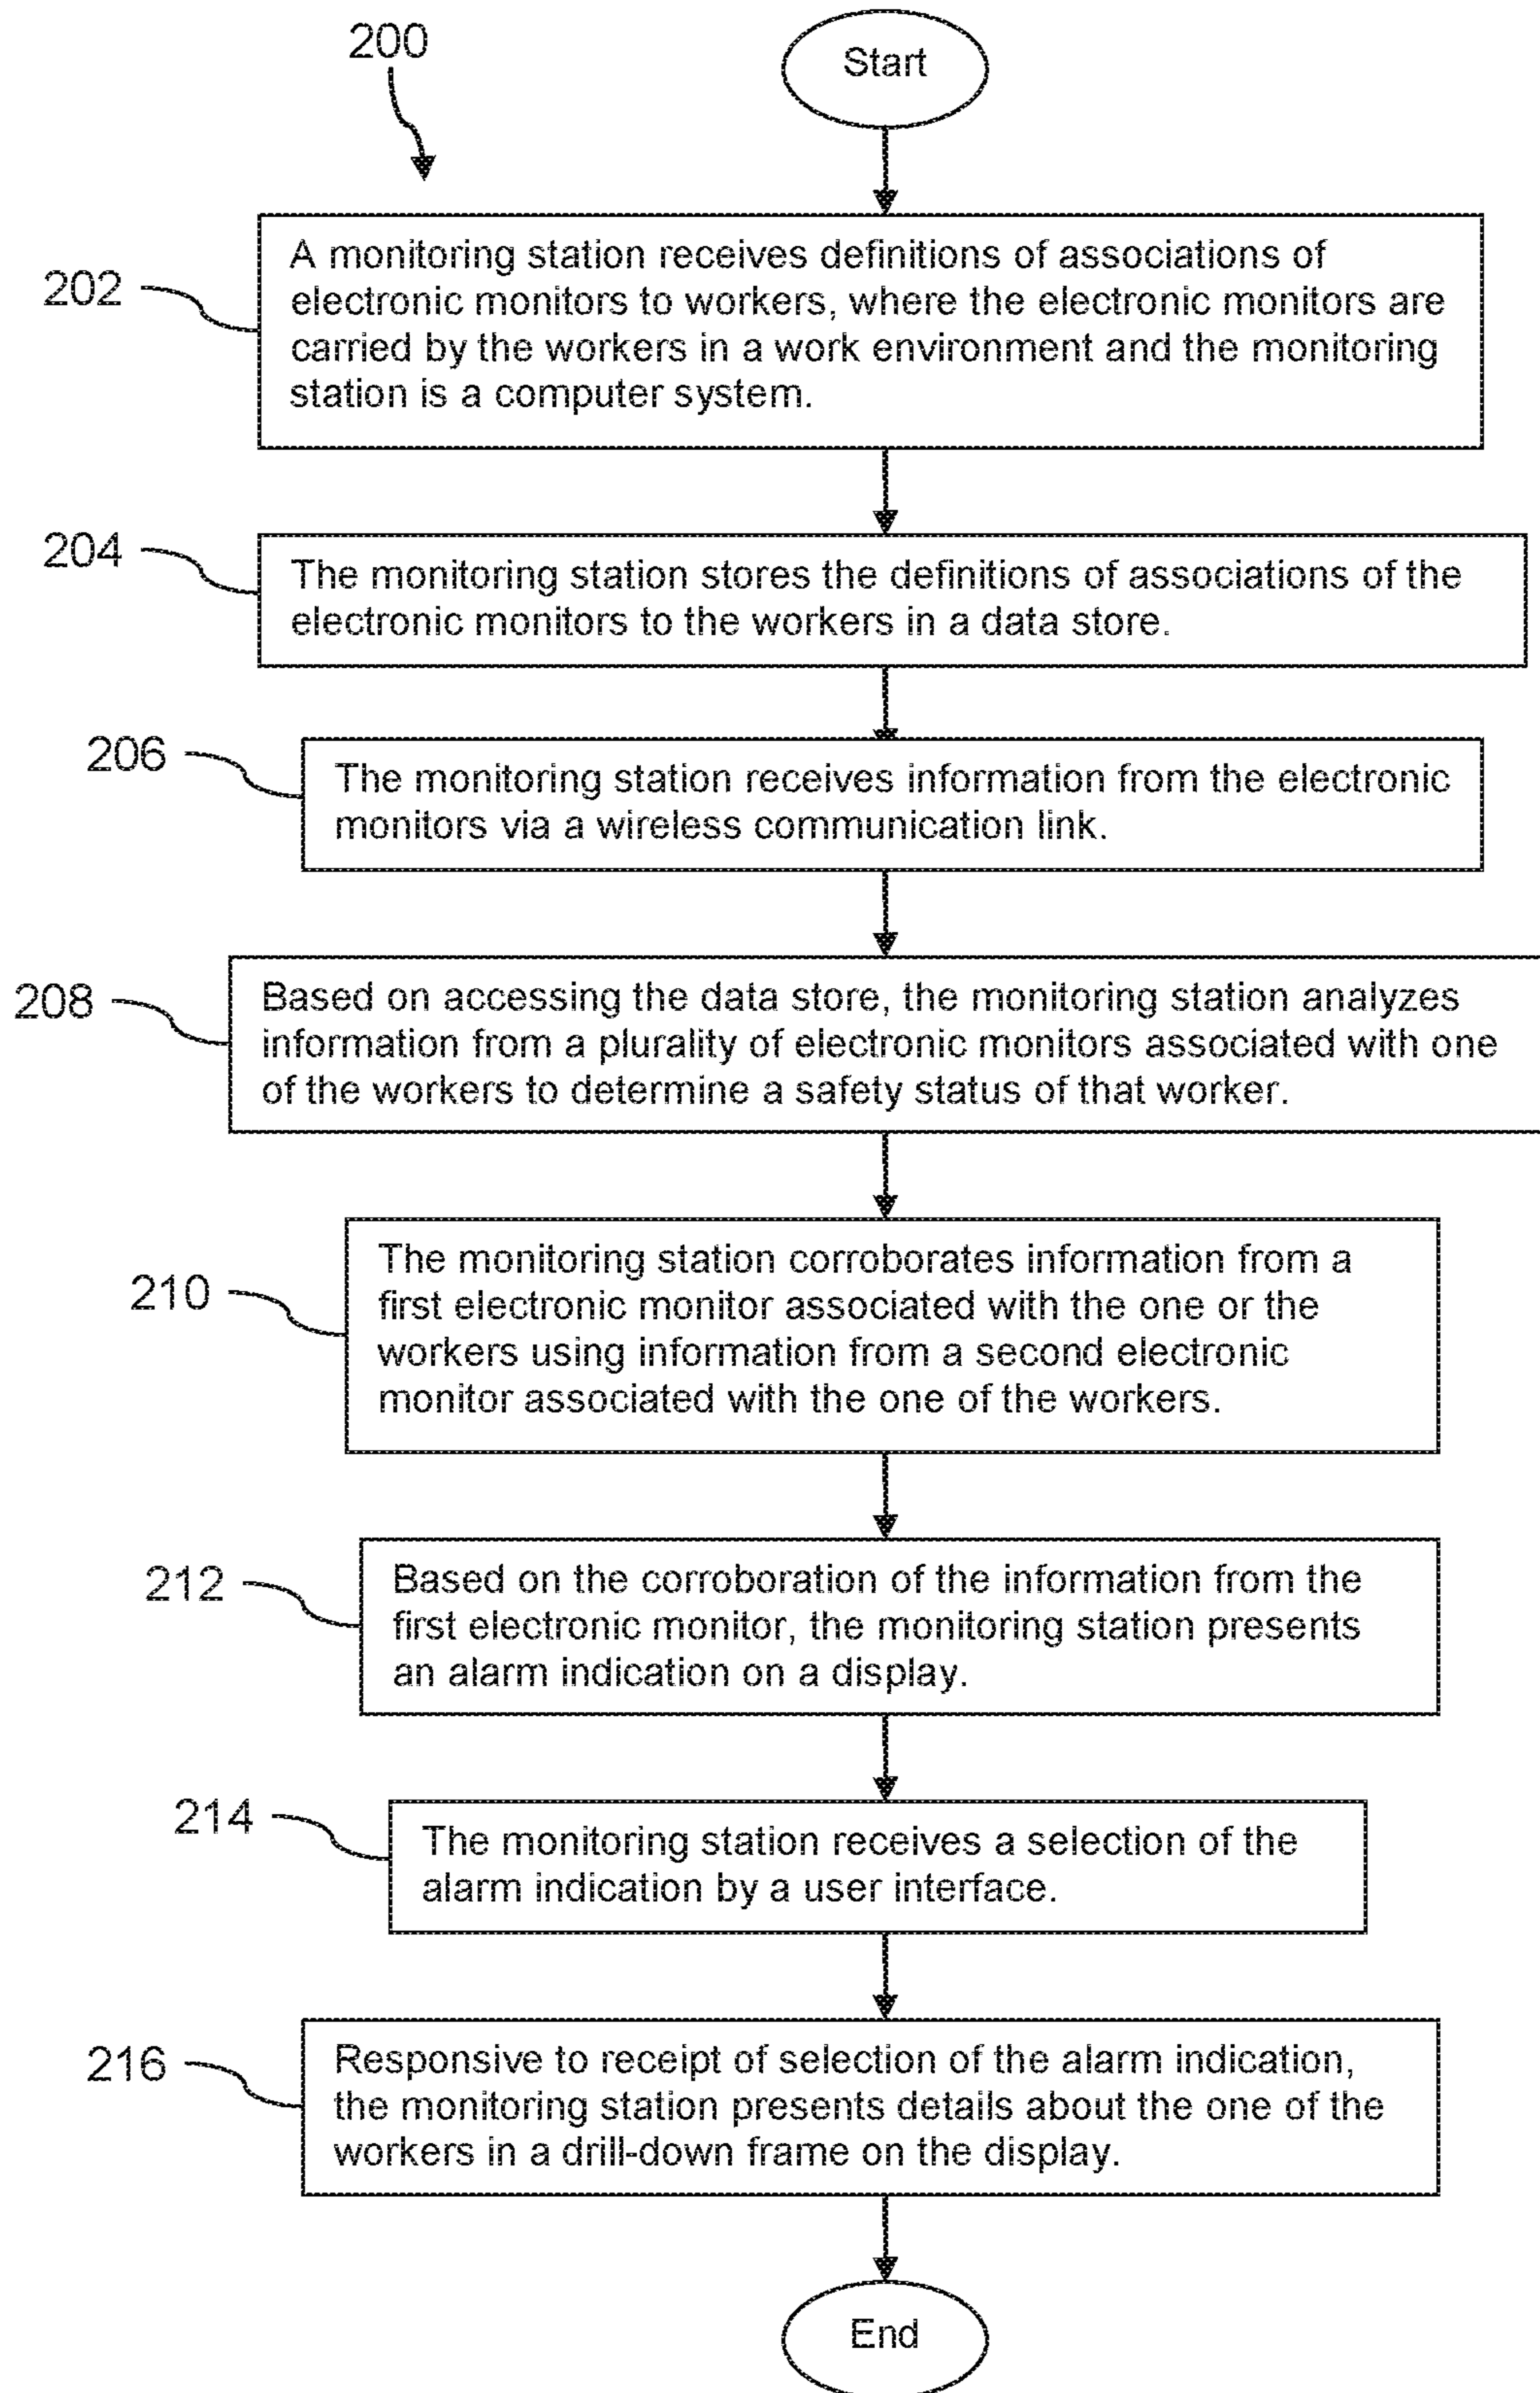 200
Start
202
A monitoring station receives definitions of associations of
electronic monitors to workers, where the electronic monitors are
carried by the workers in a work environment and the monitoring
station is a computer system.
204
The monitoring station stores the definitions of associations of the
electronic monitors to the workers in a data store.
206
The monitoring station receives information from the electronic
monitors via a wireless communication link.
208
Based on accessing the data store, the monitoring station analyzes
information from a plurality of electronic monitors associated with one
of the workers to determine a safety status of that worker.
210
The monitoring station corroborates information from a
first electronic monitor associated with the one or the
workers using information from a second electronic
monitor associated with the one of the workers.
212
Based on the corroboration of the information from the
first electronic monitor, the monitoring station presents
an alarm indication on a display.
214
The monitoring station receives a selection of the
alarm indication by a user interface.
216
Responsive to receipt of selection of the alarm indication,
the monitoring station presents details about the one of the
workers in a drill-down frame on the display.
End